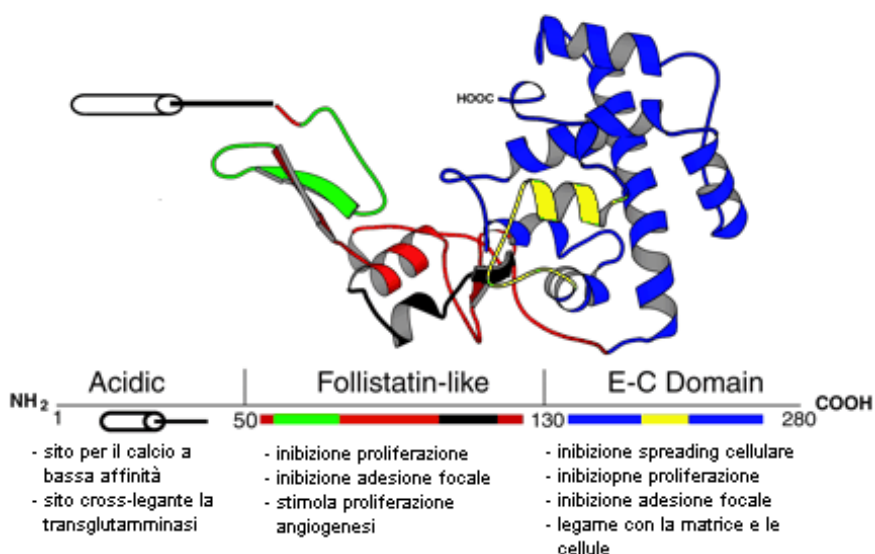 HOOC
Acidic
Follistatin-like
E-C Domain
NH2
COOH
1
50
130
280
- sito per il calcio a
bassa affinità
- sito cross-legante la
transglutamminasi
- inibizione proliferazione
- inibizione adesione focale
- stimola proliferazione
angiogenesi
- inibizione spreading cellulare
- inibiziopne proliferazione
- inibizione adesione focale
- legame con la matrice e le
cellule